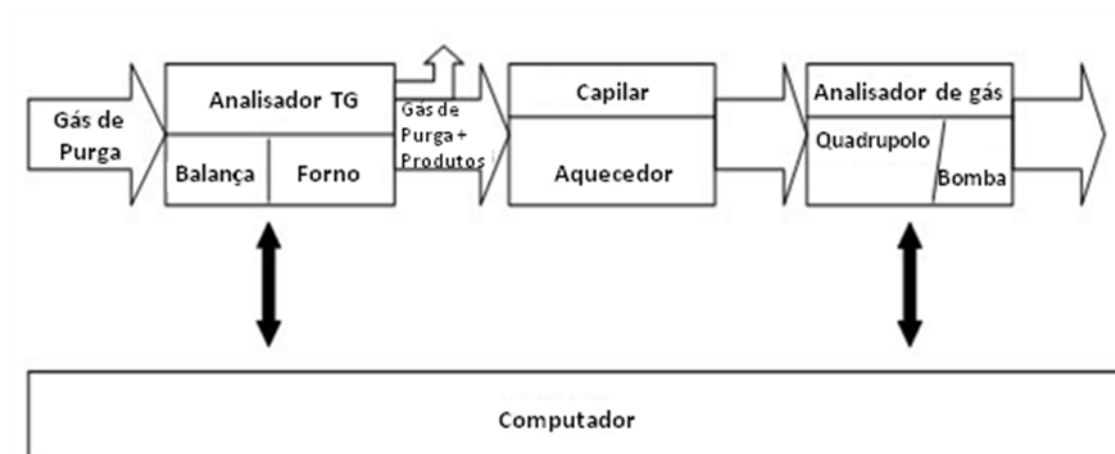 Gás de
Purga
Analisador TG
Balança
Forno
Gás de
Purga +
Produtos
Capilar
Aquecedor
Analisador de gás
Quadrupolo
Bomba
Computador